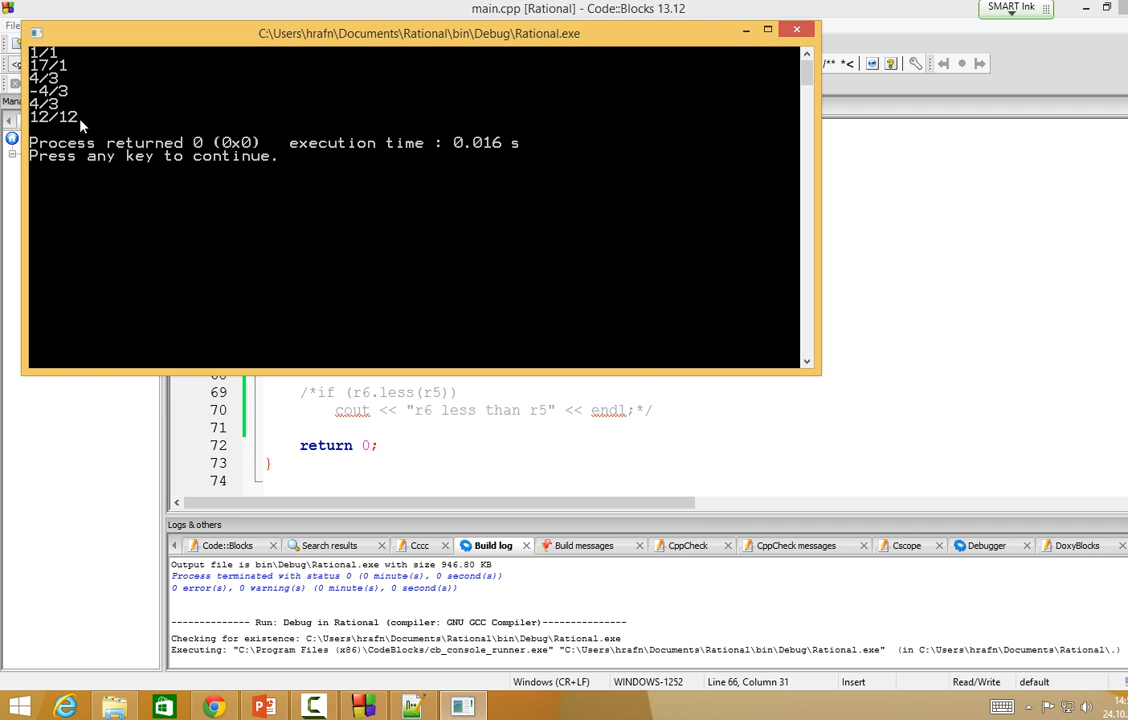 main.cpp [Rational] - Code::Blocks 13.12
SMART Ink
File
C:\Users\hrafn\Documents\Rational\bin\Debug\Rational.exe
1/1
17/1
4/3
-4/3
4/3
12/12
Process returned 0 (0x0)   execution time : 0.016 s
Press any key to continue.
/** *<
Mana
68
69 /*if (r6.less(r5))
70 cout << "r6 less than r5" << endl;*/
71
72 return 0;
73 }
74
Logs & others
Code::Blocks Search results Cccc Build log Build messages CppCheck CppCheck messages Cscope Debugger DoxyBlocks
Output file is bin\Debug\Rational.exe with size 946.80 KB
Process terminated with status 0 (0 minute(s), 0 second(s))
0 error(s), 0 warning(s) (0 minute(s), 0 second(s))
-------------- Run: Debug in Rational (compiler: GNU GCC Compiler)---------------
Checking for existence: C:\Users\hrafn\Documents\Rational\bin\Debug\Rational.exe
Executing: "C:\Program Files (x86)\CodeBlocks/cb_console_runner.exe" "C:\Users\hrafn\Documents\Rational\bin\Debug\Rational.exe"  (in C:\Users\hrafn\Documents\Rational\.)
Windows (CR+LF) WINDOWS-1252 Line 66, Column 31 Insert Read/Write default
14:
24.10.